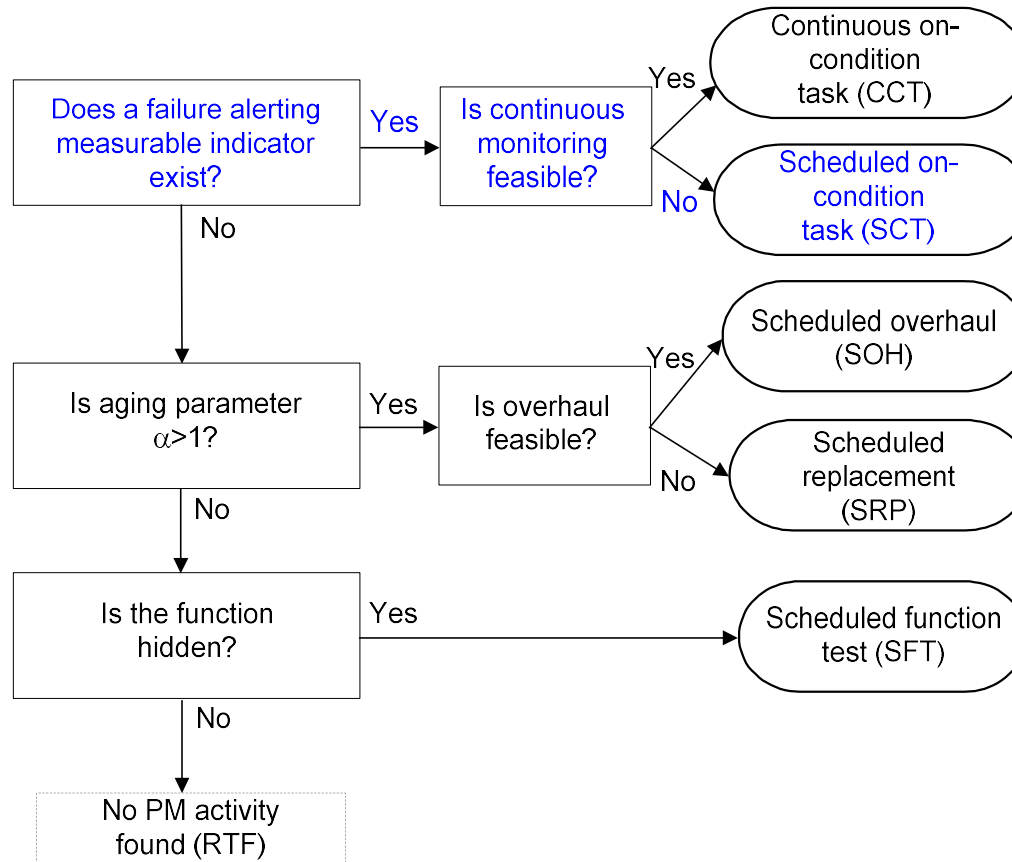 Does a failure alerting
measurable indicator
exist?
Yes
Is continuous
monitoring
feasible?
Yes
Continuous on-
condition
task (CCT)
No
Scheduled on-
condition
task (SCT)
No
Is aging parameter
α>1?
Yes
Is overhaul
feasible?
Yes
Scheduled overhaul
(SOH)
No
Scheduled
replacement
(SRP)
No
Is the function
hidden?
Yes
Scheduled function
test (SFT)
No
No PM activity
found (RTF)